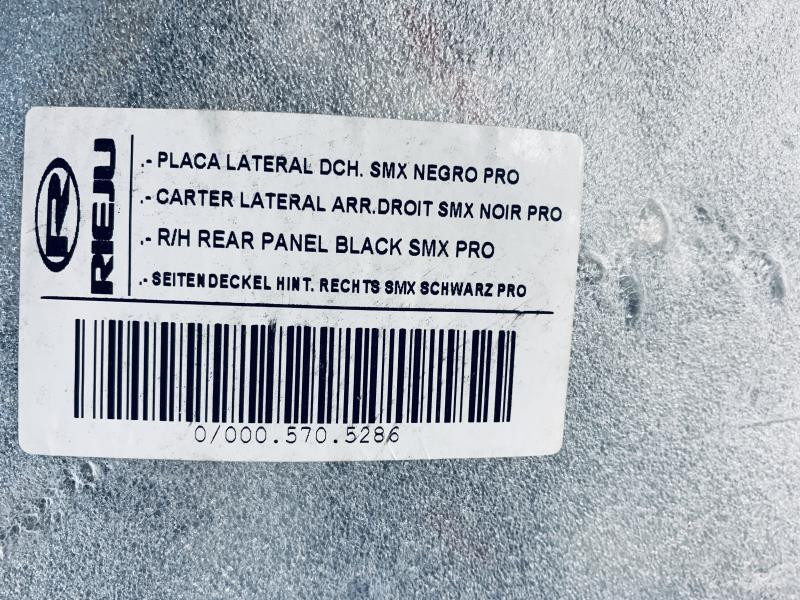 R
RIEJU
.- PLACA LATERAL DCH. SMX NEGRO PRO
.- CARTER LATERAL ARR.DROIT SMX NOIR PRO
.- R/H REAR PANEL BLACK SMX PRO
.- SEITENDECKEL HINT. RECHTS SMX SCHWARZ PRO
0/000.570.5286